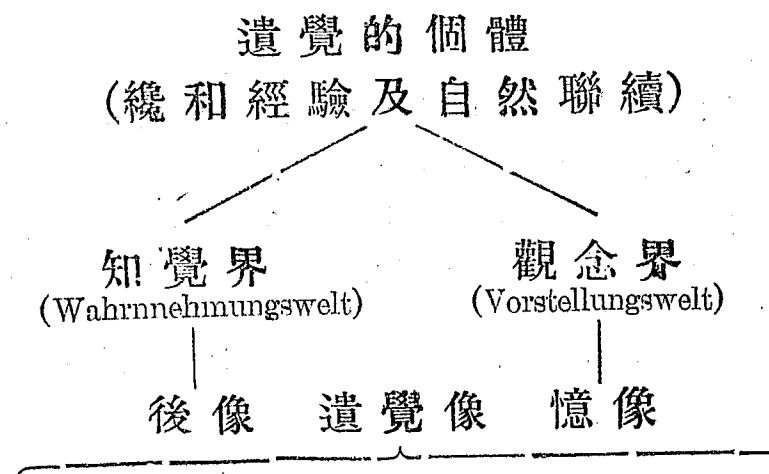 遺覺的個體
(纔和經驗及自然聯續)
知覺界
(Wahrnnehmungswelt)
觀念界
(Vorstellungswelt)
後像 遺覺像 憶像